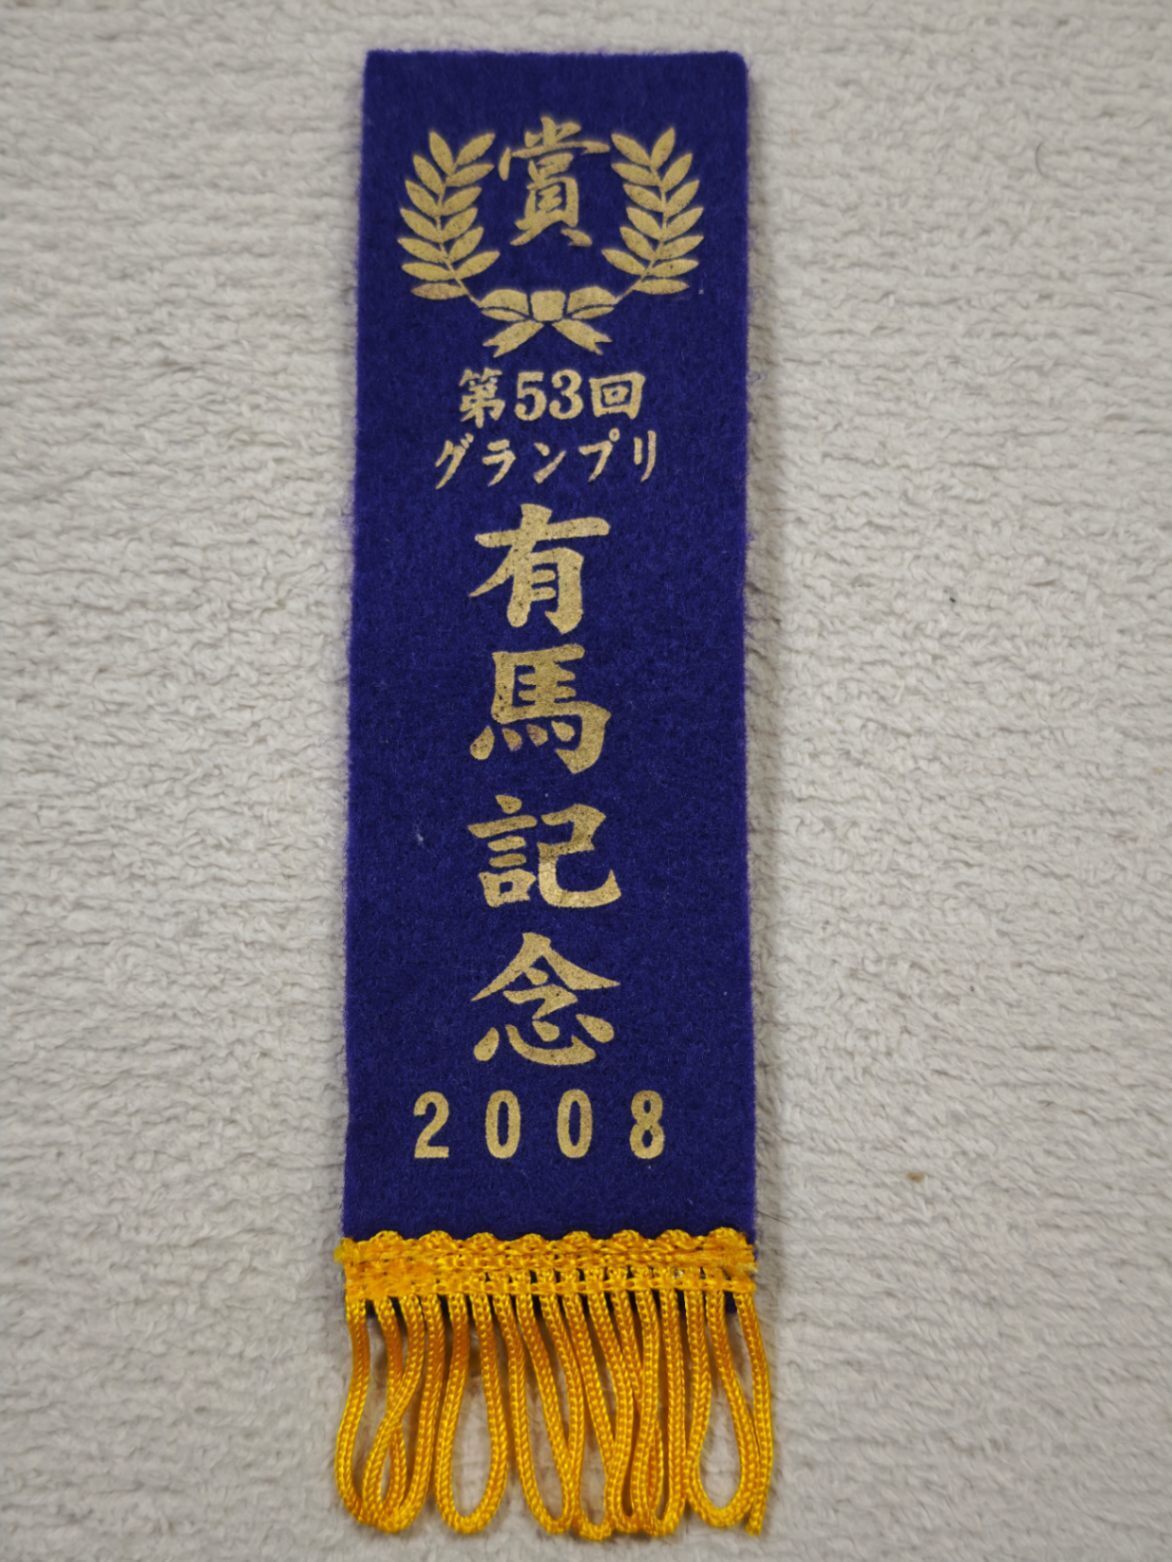 賞
第53回
グランプリ
有馬記念
2008